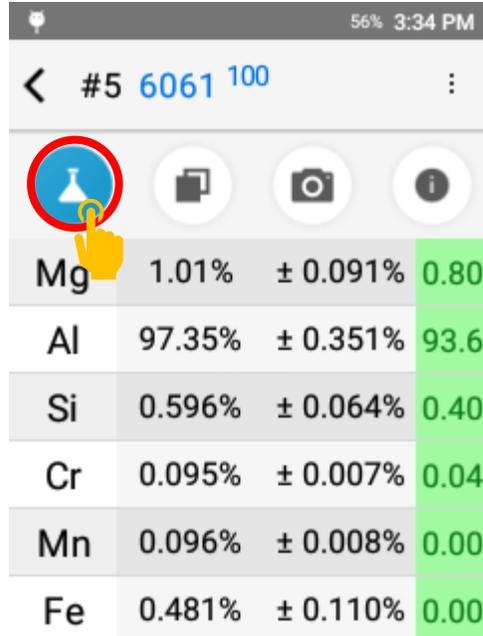 56% 3:34 PM
#5 6061 100
Mg 1.01% ± 0.091% 0.80
Al 97.35% ± 0.351% 93.6
Si 0.596% ± 0.064% 0.40
Cr 0.095% ± 0.007% 0.04
Mn 0.096% ± 0.008% 0.00
Fe 0.481% ± 0.110% 0.00